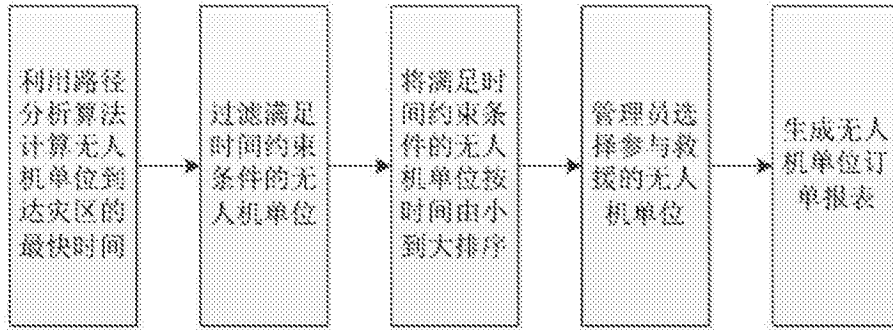 利用路径
分析算法
计算无人
机单位到
达灾区的
最快时间
过滤满足
时间约束
条件的无
人机单位
将满足时
间约束条
件的无人
机单位按
时间由小
到大排序
管理员选
择参与救
援的无人
机单位
生成无人
机单位订
单报表